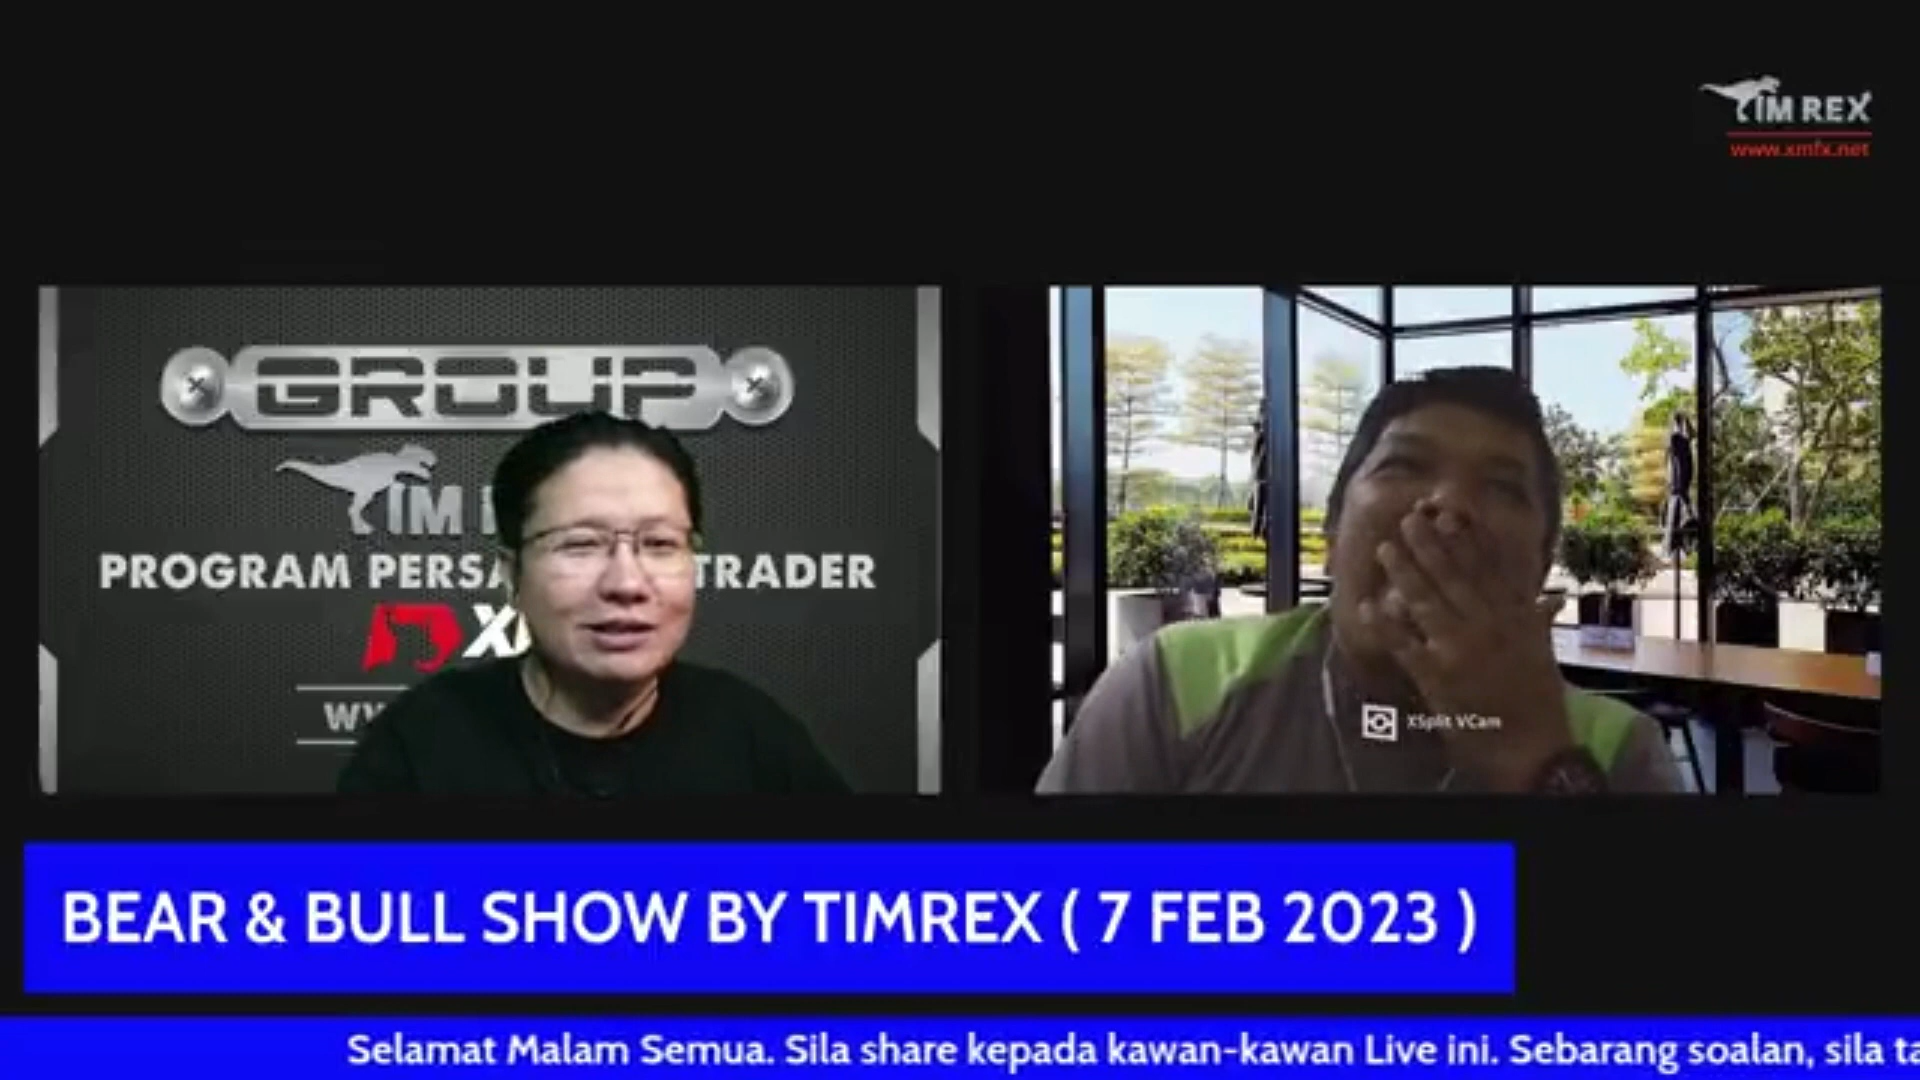 TIM REX
www.xmfx.net
GROUP
TIM
PROGRAM PERSA TRADER
XSplit VCam
BEAR & BULL SHOW BY TIMREX ( 7 FEB 2023 )
Selamat Malam Semua. Sila share kepada kawan-kawan Live ini. Sebarang soalan, sila ta